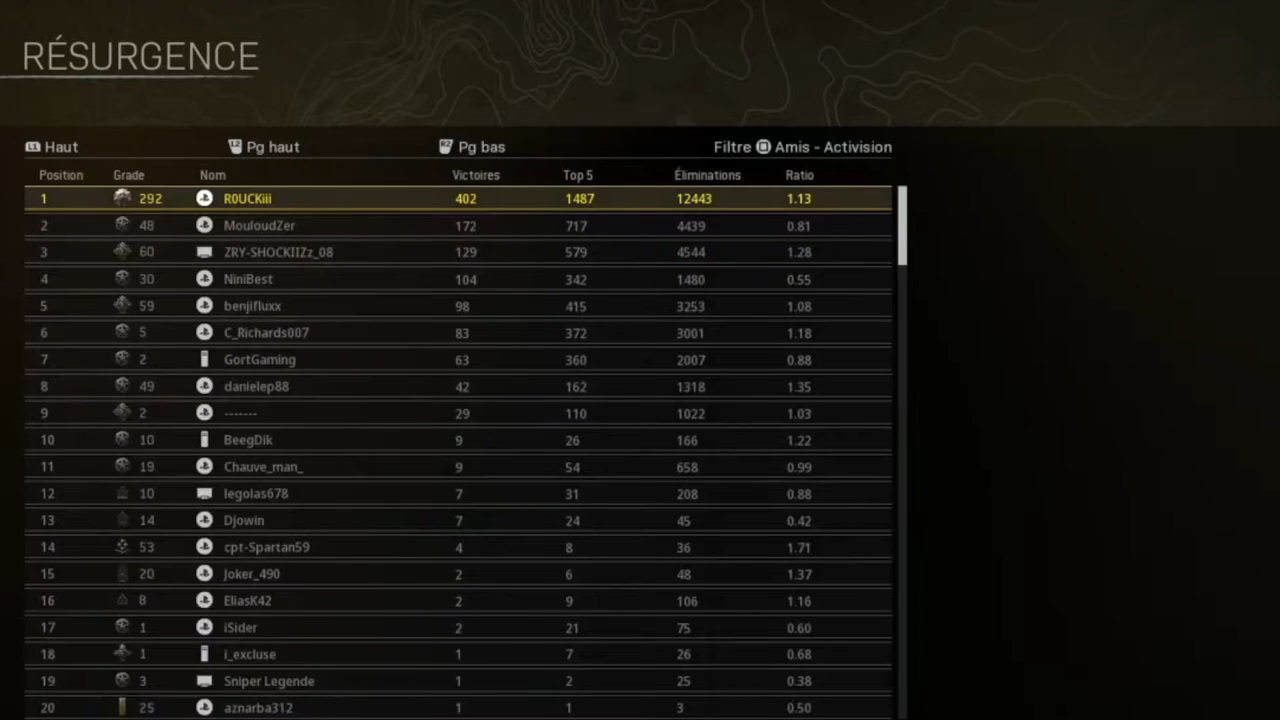 RÉSURGENCE
L1 Haut L2 Pg haut R2 Pg bas Filtre Amis - Activision
Position Grade Nom Victoires Top 5 Éliminations Ratio
1 292 R0UCKiii 402 1487 12443 1.13
2 48 MouloudZer 172 717 4439 0.81
3 60 ZRY-SHOCKIIZz_08 129 579 4544 1.28
4 30 NiniBest 104 342 1480 0.55
5 59 benjifluxx 98 415 3253 1.08
6 5 C_Richards007 83 372 3001 1.18
7 2 GortGaming 63 360 2007 0.88
8 49 danielep88 42 162 1318 1.35
9 2 ------- 29 110 1022 1.03
10 10 BeegDik 9 26 166 1.22
11 19 Chauve_man_ 9 54 658 0.99
12 10 legolas678 7 31 208 0.88
13 14 Djowin 7 24 45 0.42
14 53 cpt-Spartan59 4 8 36 1.71
15 20 Joker_490 2 6 48 1.37
16 8 EliasK42 2 9 106 1.16
17 1 iSider 2 21 75 0.60
18 1 i_excluse 1 7 26 0.68
19 3 Sniper Legende 1 2 25 0.38
20 25 aznarba312 1 1 3 0.50